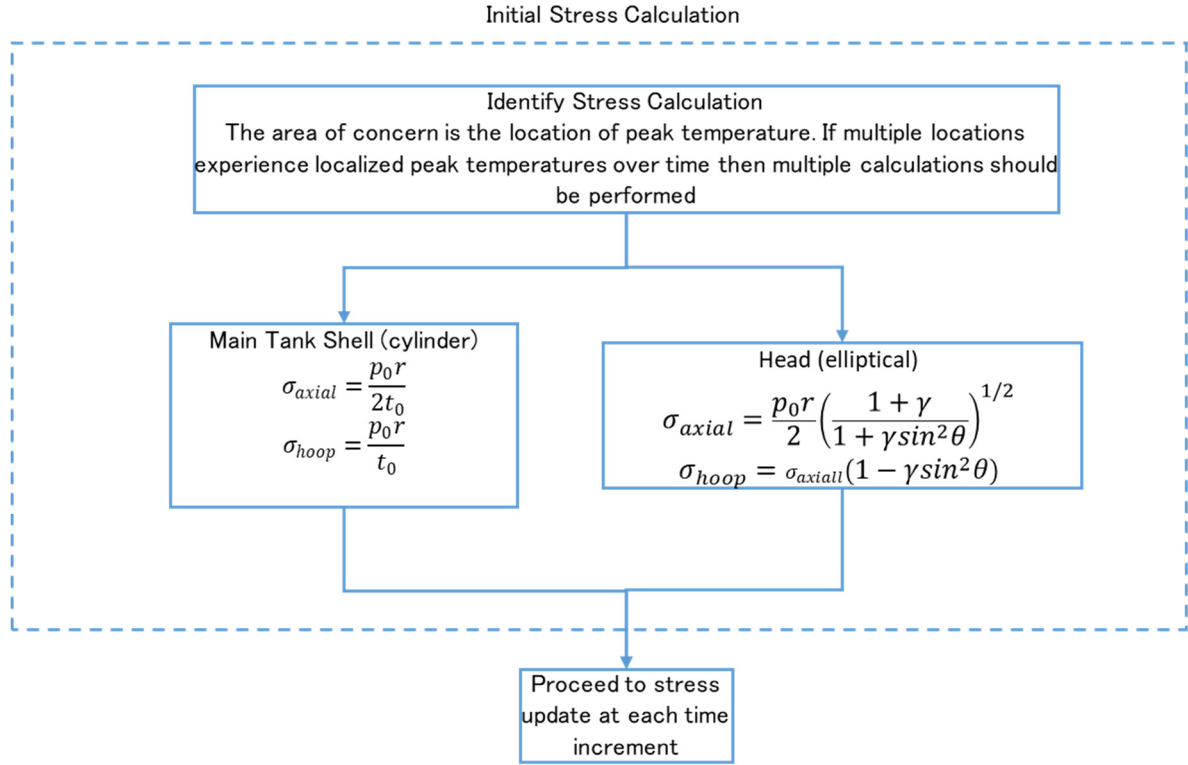 Initial Stress Calculation
Identify Stress Calculation
The area of concern is the location of peak temperature. If multiple locations
experience localized peak temperatures over time then multiple calculations should
be performed
Main Tank Shell (cylinder)
σ_axial = p₀r / 2t₀
σ_hoop = p₀r / t₀
Head (elliptical)
σ_axial = p₀r / 2 ((1 + γ) / (1 + γsin²θ))^1/2
σ_hoop = σ_axiall(1 − γsin²θ)
Proceed to stress
update at each time
increment